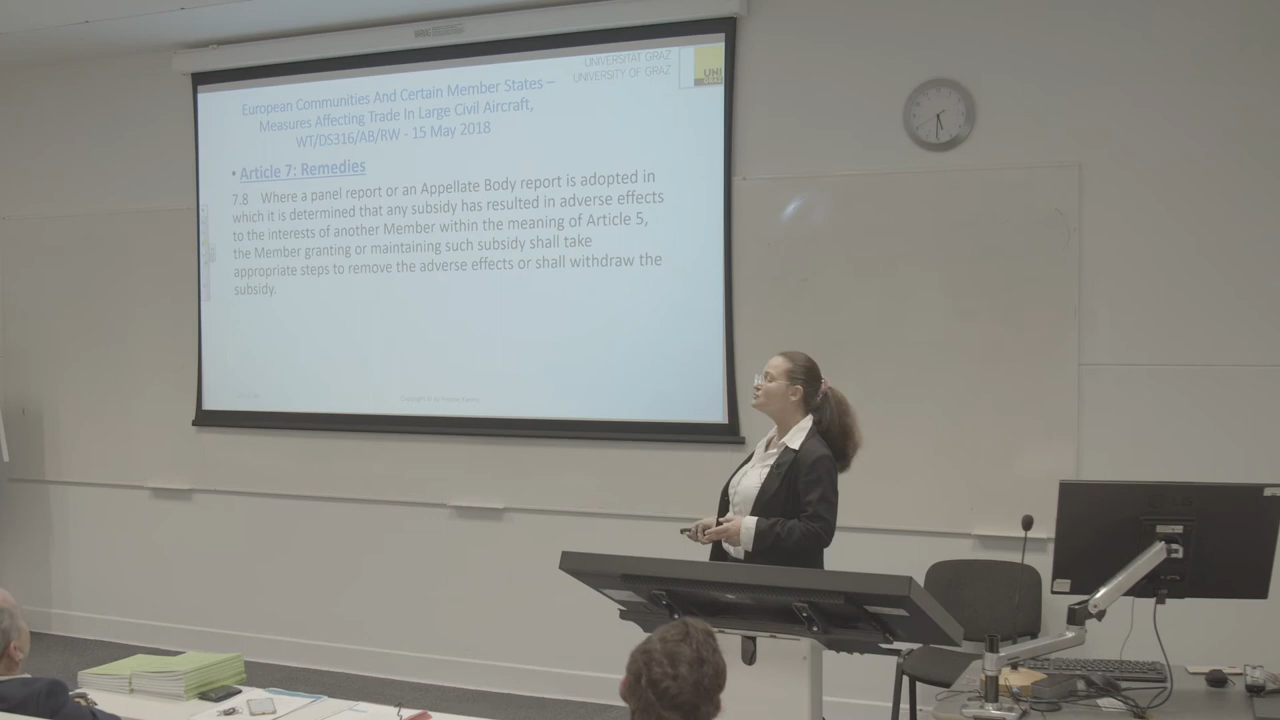 UNIVERSITÄT GRAZ
UNIVERSITY OF GRAZ
UNI
GRAZ
European Communities And Certain Member States –
Measures Affecting Trade In Large Civil Aircraft,
WT/DS316/AB/RW - 15 May 2018
• Article 7: Remedies
7.8 Where a panel report or an Appellate Body report is adopted in
which it is determined that any subsidy has resulted in adverse effects
to the interests of another Member within the meaning of Article 5,
the Member granting or maintaining such subsidy shall take
appropriate steps to remove the adverse effects or shall withdraw the
subsidy.
Copyright ©